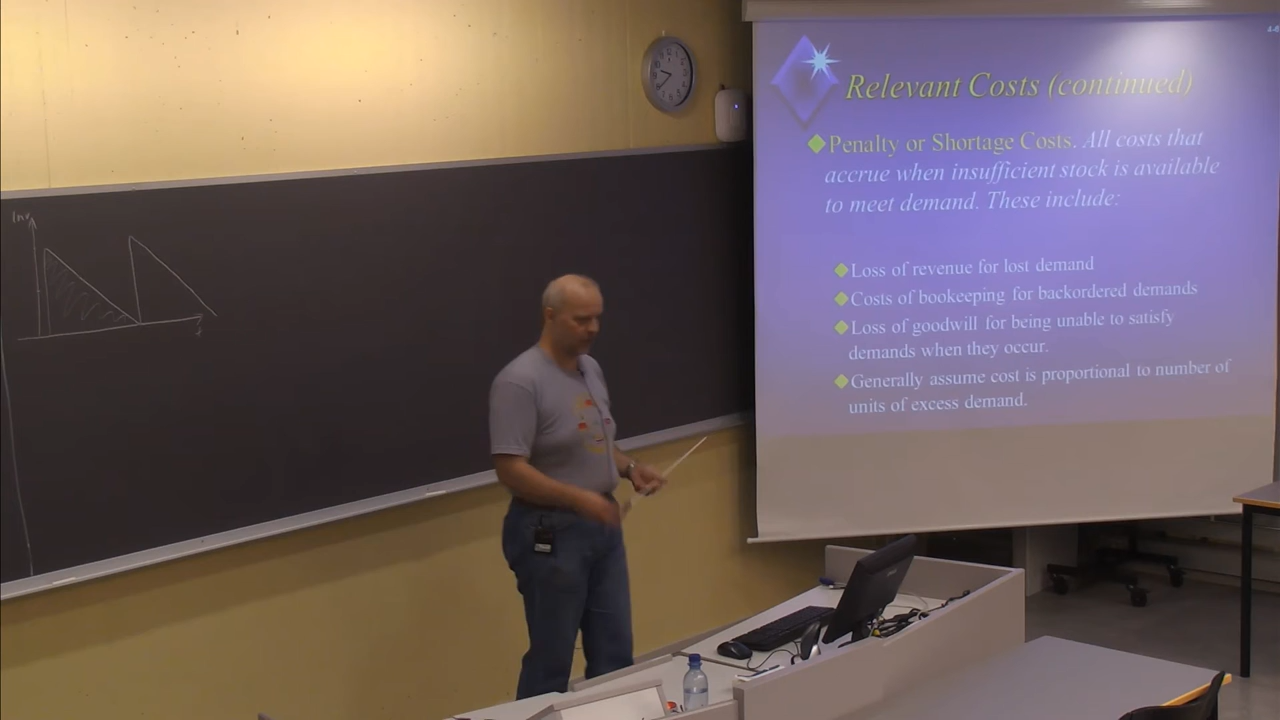 Inv
t
4-6
Relevant Costs (continued)
Penalty or Shortage Costs. All costs that
accrue when insufficient stock is available
to meet demand. These include:
Loss of revenue for lost demand
Costs of bookeeping for backordered demands
Loss of goodwill for being unable to satisfy
demands when they occur.
Generally assume cost is proportional to number of
units of excess demand.